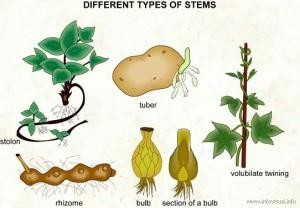 DIFFERENT TYPES OF STEMS
tuber
stolon
volubilate twining
rhizome
bulb
section of a bulb
www.infovisual.info